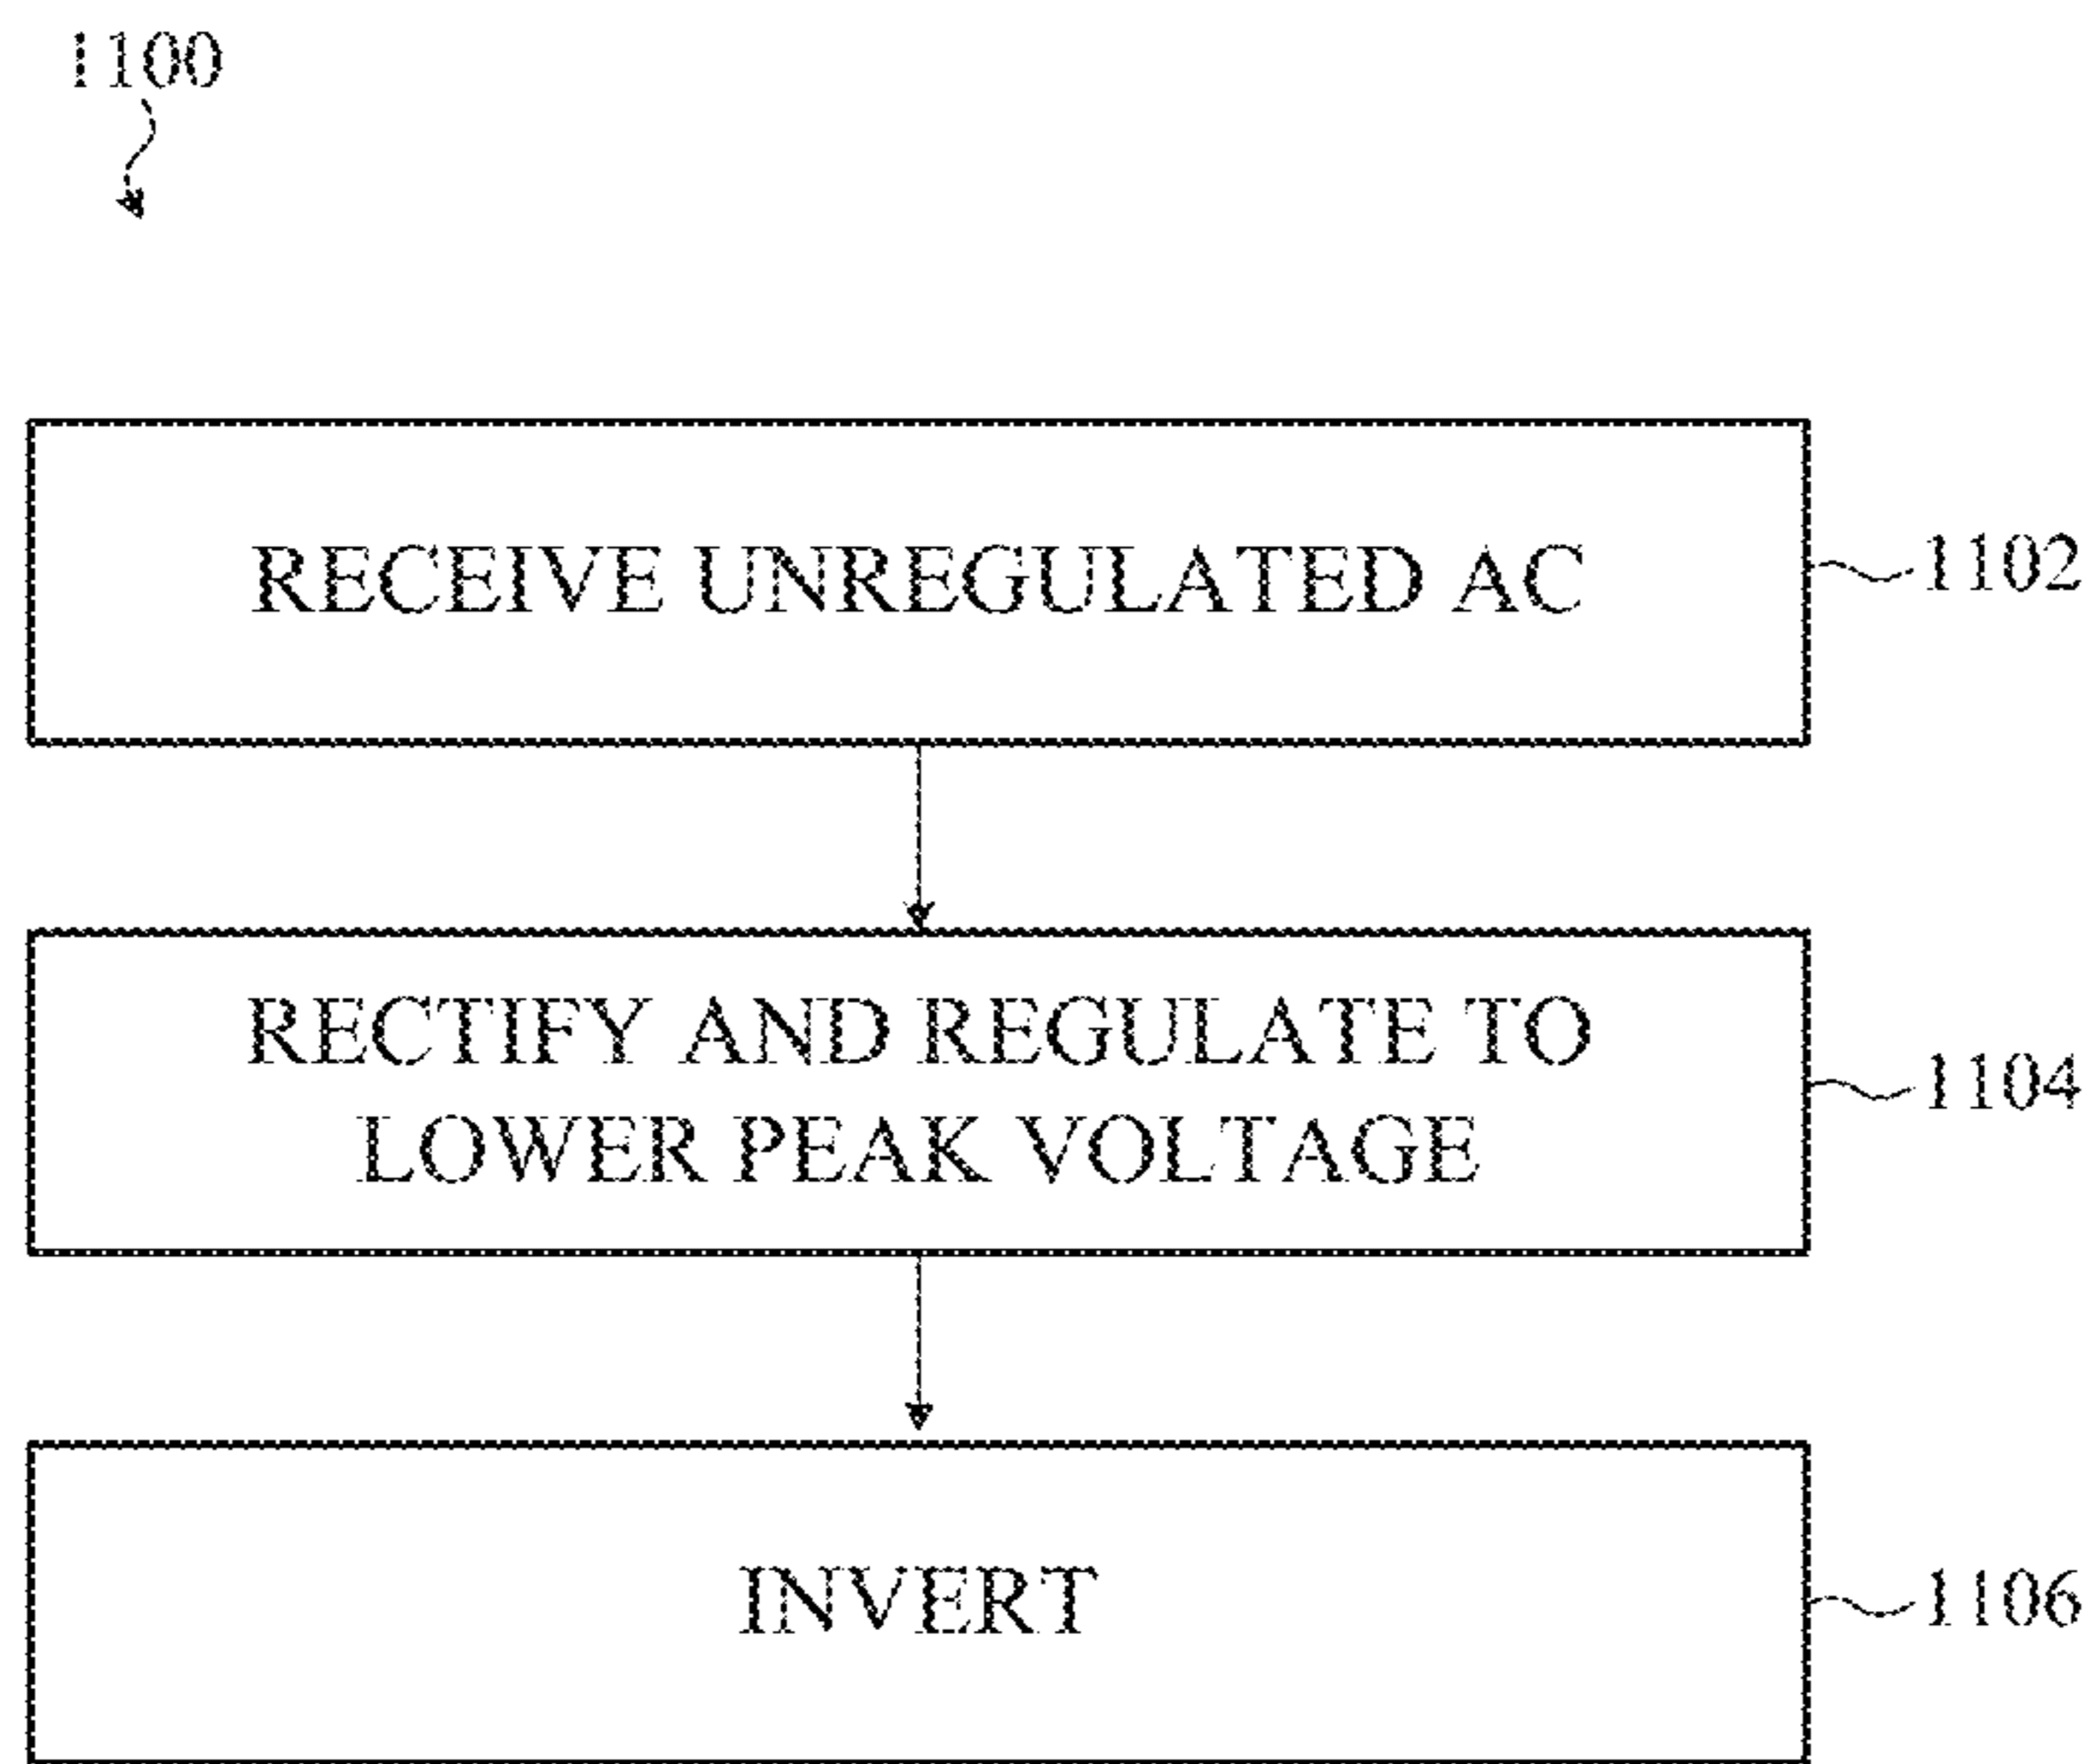 1100
RECEIVE UNREGULATED AC
1102
RECTIFY AND REGULATE TO
LOWER PEAK VOLTAGE
1104
INVERT
1106